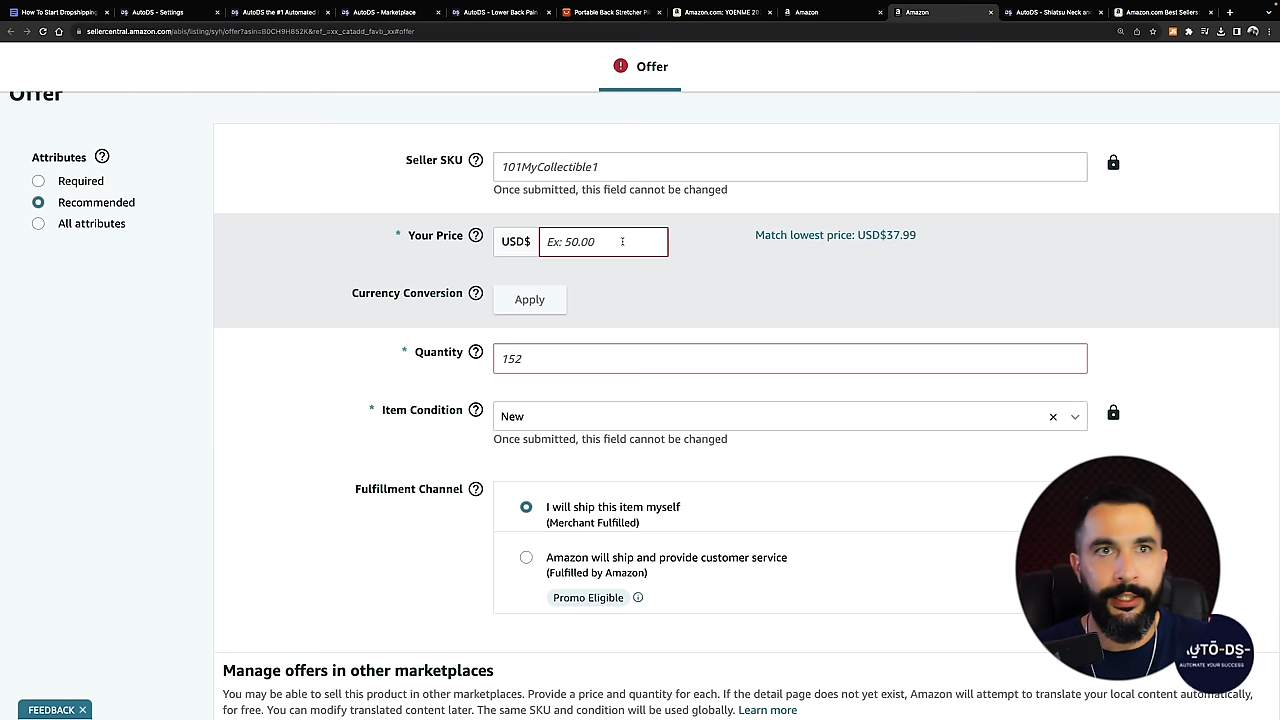 How To Start Dropshipping
AutoDS - Settings
AutoDS the #1 Automated
AutoDS - Marketplace
AutoDS - Lower Back Pain
Portable Back Stretcher P
Amazon.com: YOENME 2
Amazon
Amazon
AutoDS - Shiatsu Neck an
Amazon.com Best Sellers
sellercentral.amazon.com/abis/listing/syh/offer?asin=B0CH9H852K&ref_=xx_catadd_favb_xx#offer
Offer
Offer
Attributes
Required
Recommended
All attributes
Seller SKU
101MyCollectible1
Once submitted, this field cannot be changed
* Your Price
USD$
Ex: 50.00
Match lowest price: USD$37.99
Currency Conversion
Apply
* Quantity
152
* Item Condition
New
Once submitted, this field cannot be changed
Fulfillment Channel
I will ship this item myself
(Merchant Fulfilled)
Amazon will ship and provide customer service
(Fulfilled by Amazon)
Promo Eligible
Manage offers in other marketplaces
You may be able to sell this product in other marketplaces. Provide a price and quantity for each. If the detail page does not yet exist, Amazon will attempt to translate your local content automatically,
for free. You can modify translated content later. The same SKU and condition will be used globally. Learn more
FEEDBACK
AUTO-DS-
AUTOMATE YOUR SUCCESS